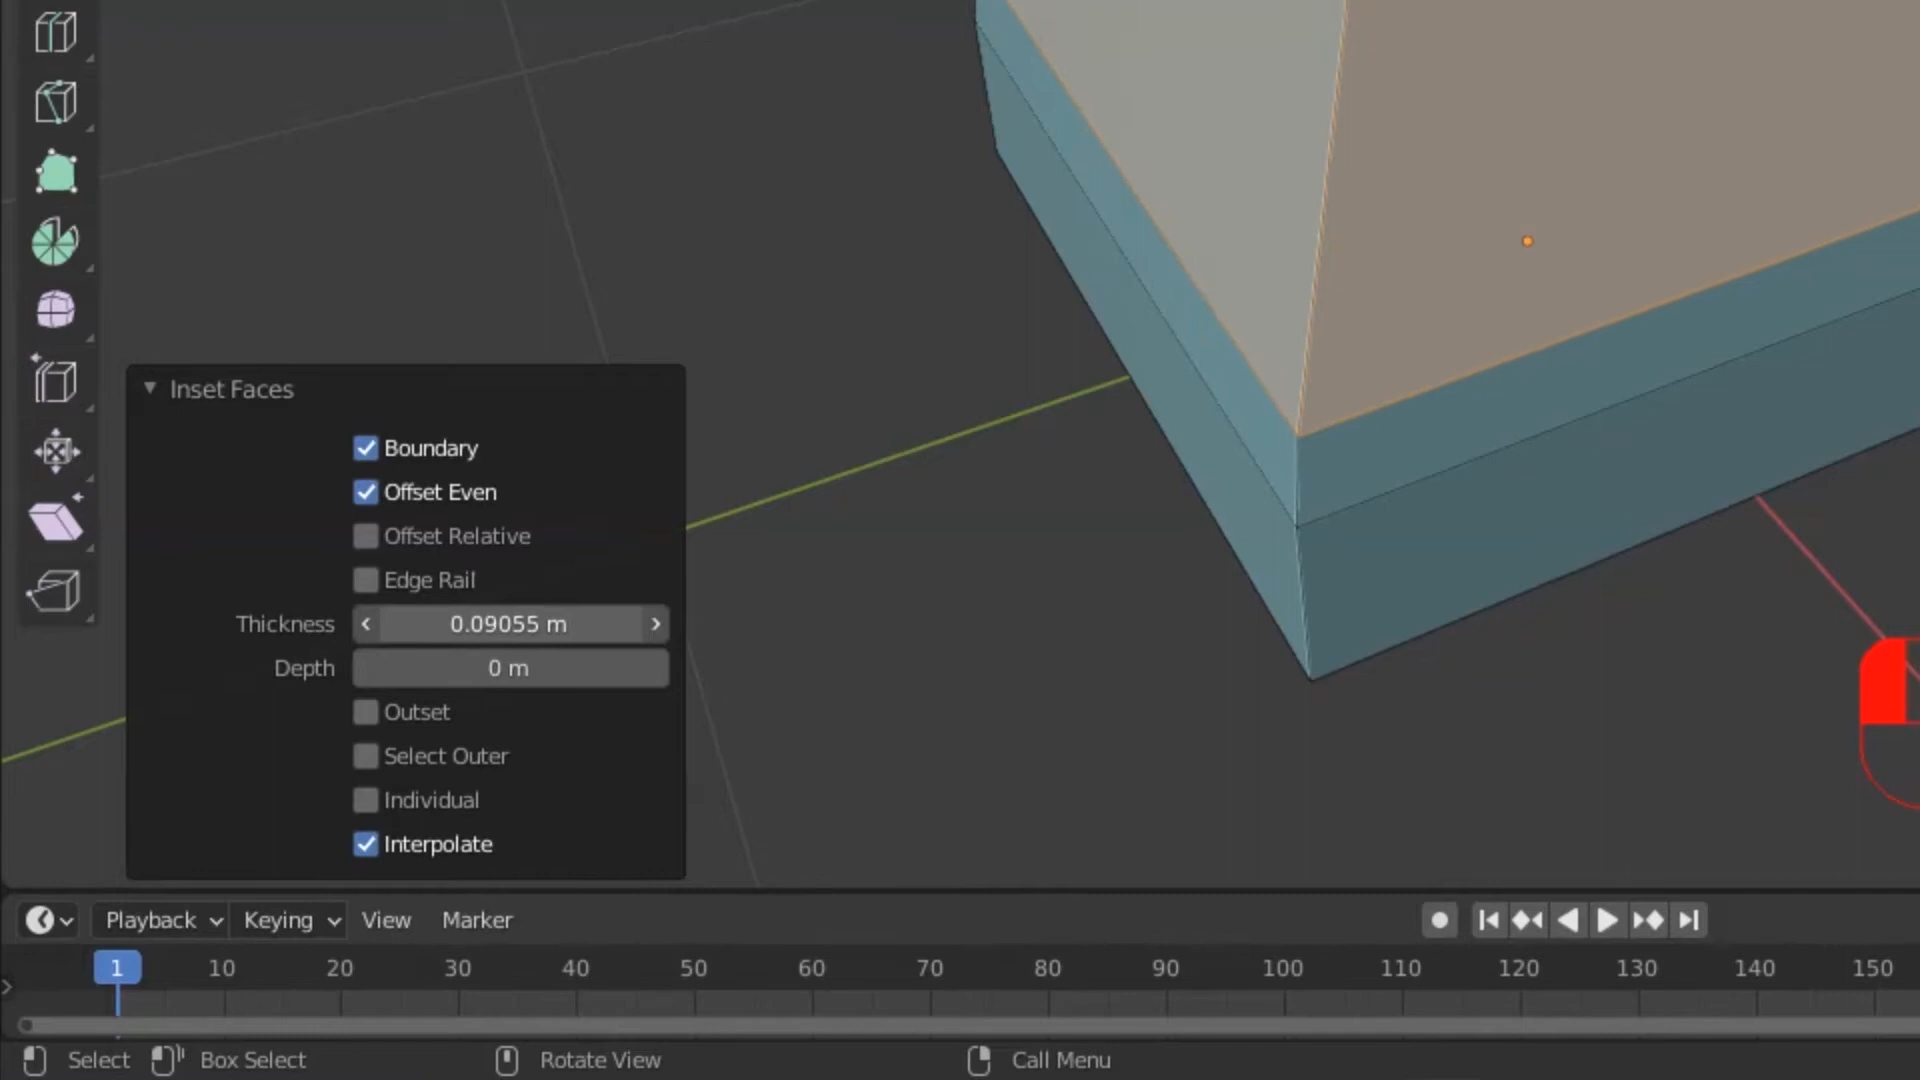 Inset Faces
Boundary
Offset Even
Offset Relative
Edge Rail
Thickness 0.09055 m
Depth 0 m
Outset
Select Outer
Individual
Interpolate
Playback Keying View Marker
1 10 20 30 40 50 60 70 80 90 100 110 120 130 140 150
Select Box Select Rotate View Call Menu